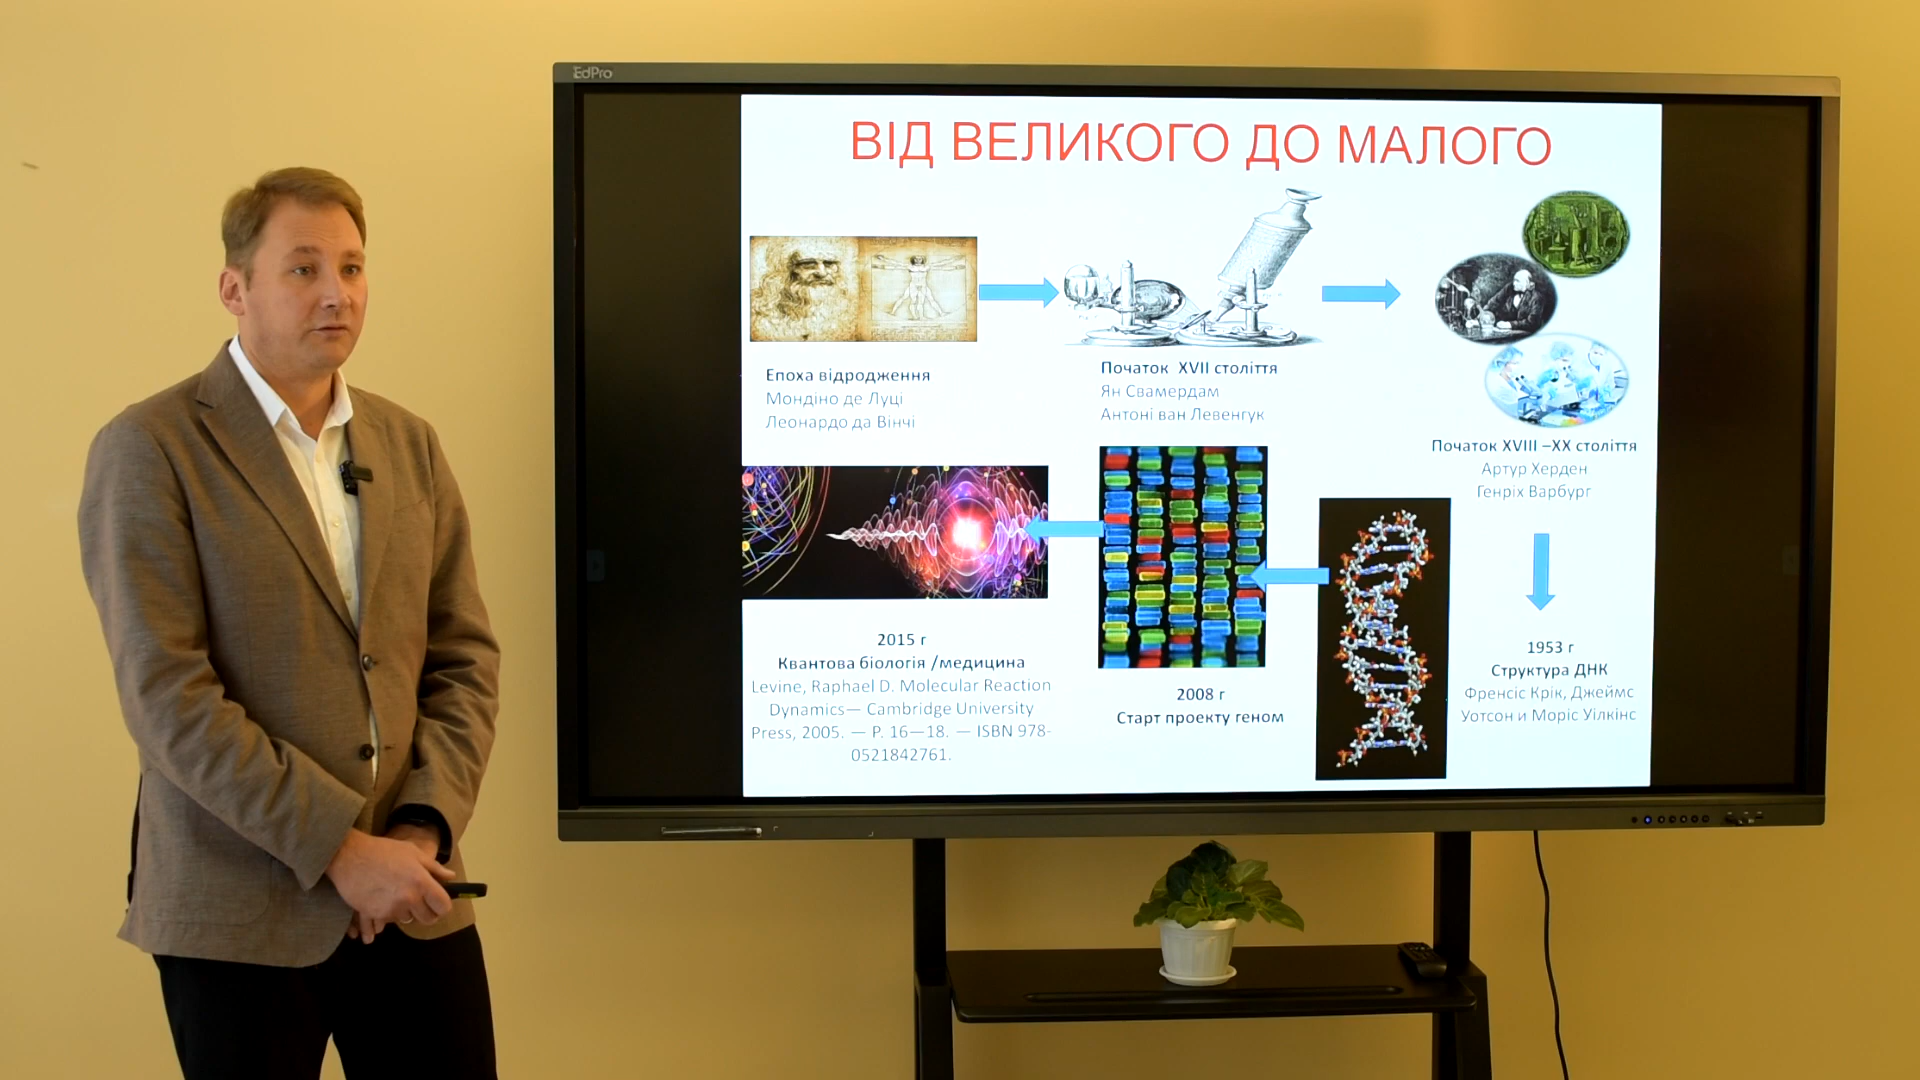 EdPro
ВІД ВЕЛИКОГО ДО МАЛОГО
Епоха відродження
Мондіно де Луці
Леонардо да Вінчі
Початок XVII століття
Ян Свамердам
Антоні ван Левенгук
Початок XVIII –XX століття
Артур Херден
Генріх Варбург
1953 г
Структура ДНК
Френсіс Крік, Джеймс
Уотсон и Моріс Уілкінс
2008 г
Старт проекту геном
2015 г
Квантова біологія /медицина
Levine, Raphael D. Molecular Reaction
Dynamics— Cambridge University
Press, 2005. — P. 16—18. — ISBN 978-
0521842761.